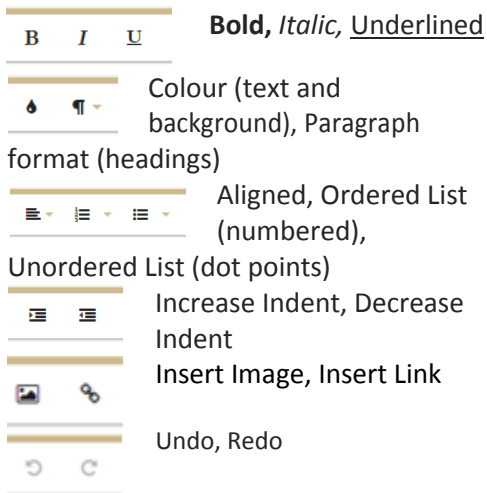 B I U Bold, Italic, Underlined
Colour (text and
background), Paragraph
format (headings)
Aligned, Ordered List
(numbered),
Unordered List (dot points)
Increase Indent, Decrease
Indent
Insert Image, Insert Link
Undo, Redo